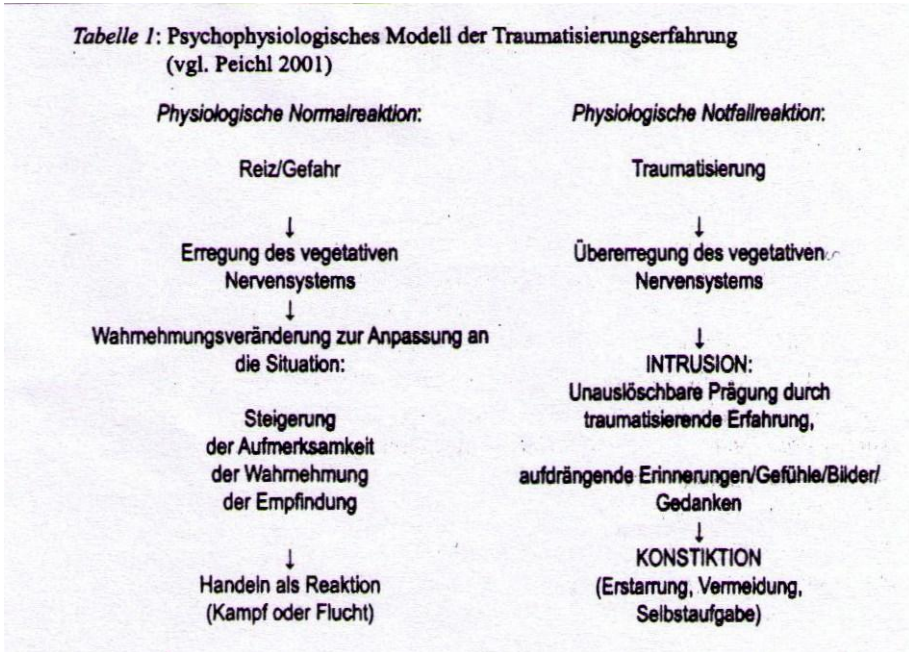 Tabelle 1: Psychophysiologisches Modell der Traumatisierungserfahrung
(vgl. Peichl 2001)
Physiologische Normalreaktion:
Reiz/Gefahr
↓
Erregung des vegetativen
Nervensystems
↓
Wahrnehmungsveränderung zur Anpassung an
die Situation:
Steigerung
der Aufmerksamkeit
der Wahrnehmung
der Empfindung
↓
Handeln als Reaktion
(Kampf oder Flucht)
Physiologische Notfallreaktion:
Traumatisierung
↓
Übererregung des vegetativen
Nervensystems
↓
INTRUSION:
Unauslöschbare Prägung durch
traumatisierende Erfahrung,
aufdrängende Erinnerungen/Gefühle/Bilder/
Gedanken
↓
KONSTIKTION
(Erstarrung, Vermeidung,
Selbstaufgabe)